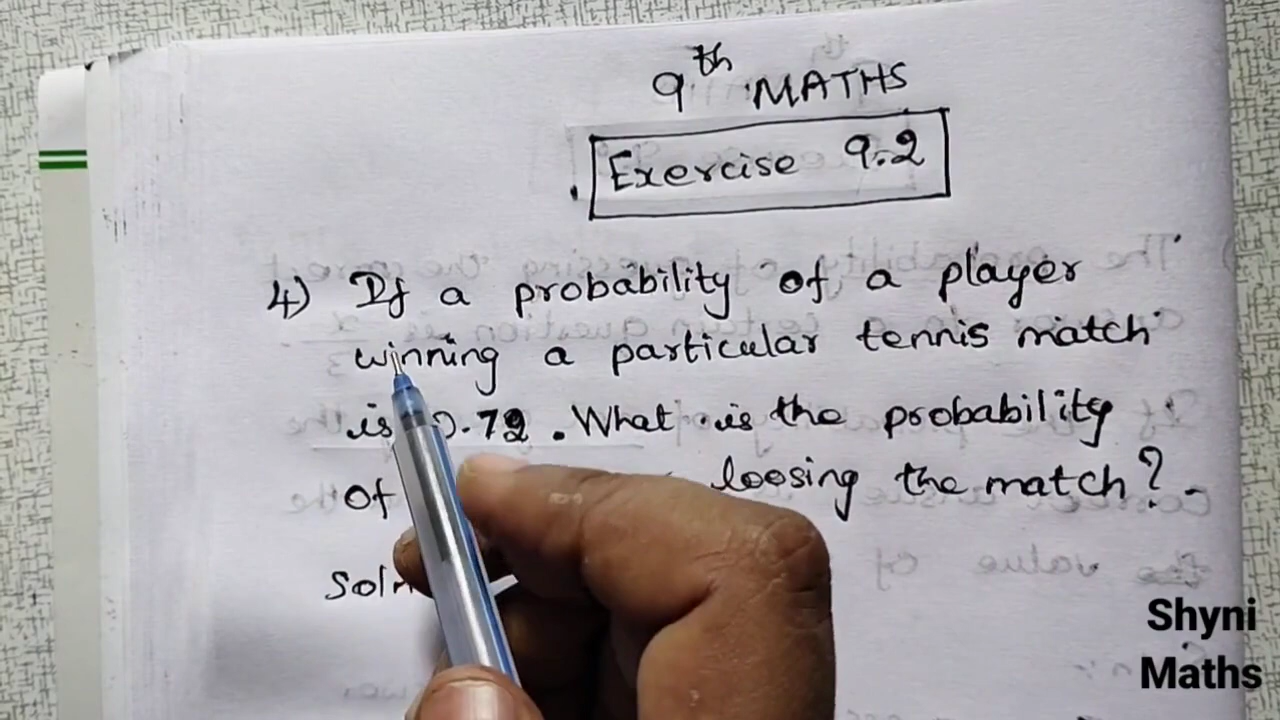 9th MATHS
Exercise 9.2
4) If a probability of a player
winning a particular tennis match
is 0.72. What is the probability
of loosing the match?
Soln
Shyni
Maths